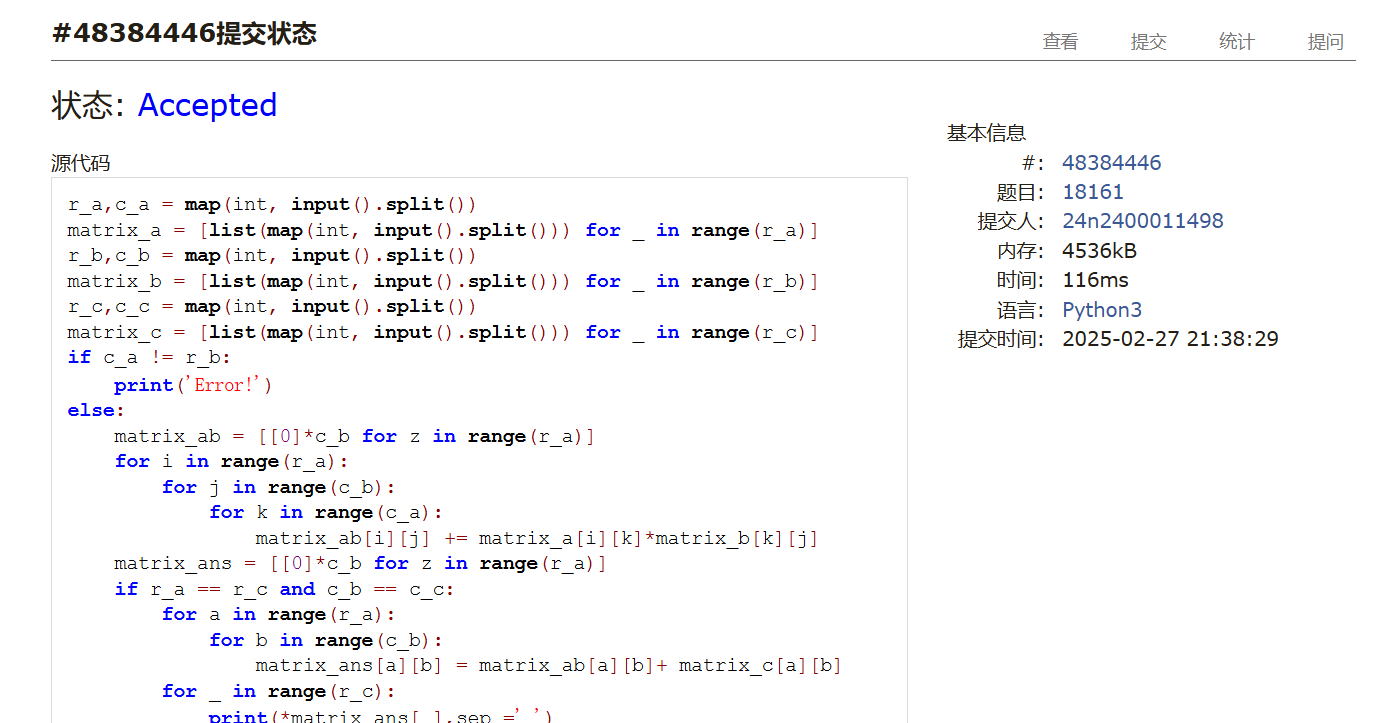 #48384446提交状态
查看 提交 统计 提问
状态: Accepted
源代码
r_a,c_a = map(int, input().split())
matrix_a = [list(map(int, input().split())) for _ in range(r_a)]
r_b,c_b = map(int, input().split())
matrix_b = [list(map(int, input().split())) for _ in range(r_b)]
r_c,c_c = map(int, input().split())
matrix_c = [list(map(int, input().split())) for _ in range(r_c)]
if c_a != r_b:
    print('Error!')
else:
    matrix_ab = [[0]*c_b for z in range(r_a)]
    for i in range(r_a):
        for j in range(c_b):
            for k in range(c_a):
                matrix_ab[i][j] += matrix_a[i][k]*matrix_b[k][j]
    matrix_ans = [[0]*c_b for z in range(r_a)]
    if r_a == r_c and c_b == c_c:
        for a in range(r_a):
            for b in range(c_b):
                matrix_ans[a][b] = matrix_ab[a][b]+ matrix_c[a][b]
        for _ in range(r_c):
            print(*matrix_ans[_],sep =' ')
基本信息
#: 48384446
题目: 18161
提交人: 24n2400011498
内存: 4536kB
时间: 116ms
语言: Python3
提交时间: 2025-02-27 21:38:29